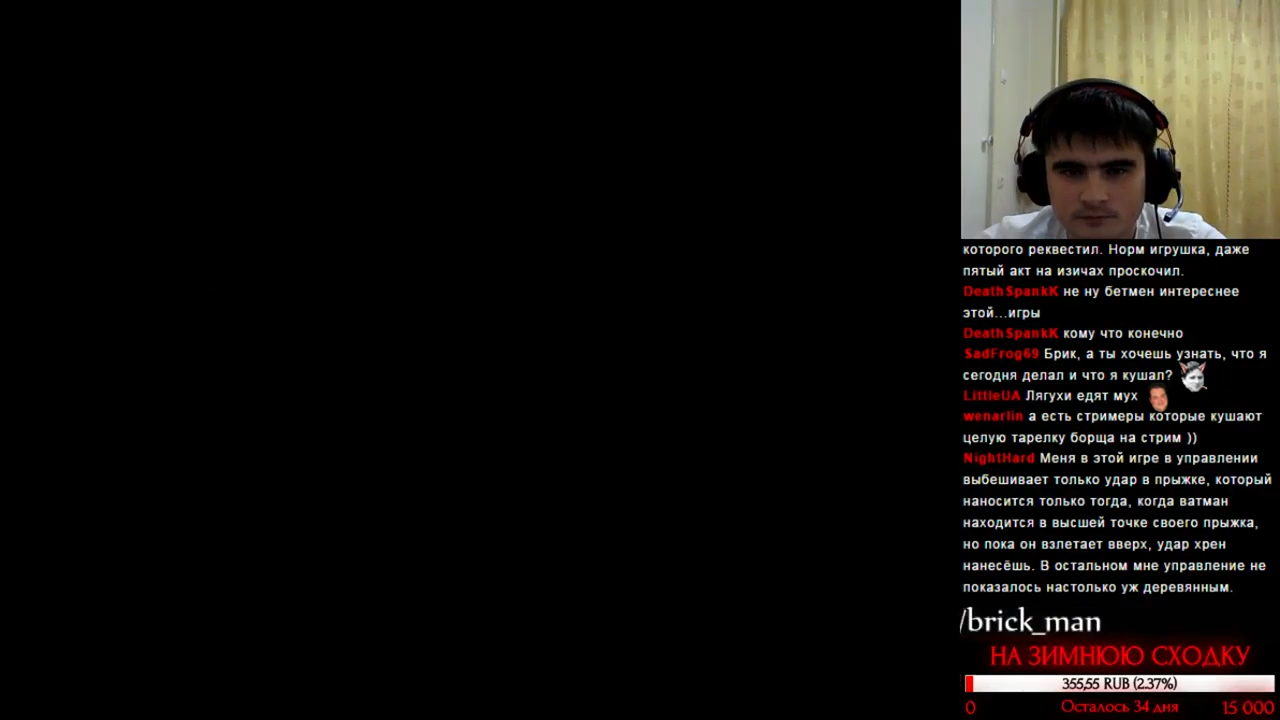 которого реквестил. Норм игрушка, даже
пятый акт на изичах проскочил.
DeathSpankK не ну бетмен интереснее
этой...игры
DeathSpankK кому что конечно
SadFrog69 Брик, а ты хочешь узнать, что я
сегодня делал и что я кушал?
LittleUA Лягухи едят мух
wenarlin а есть стримеры которые кушают
целую тарелку борща на стрим ))
NightHard Меня в этой игре в управлении
выбешивает только удар в прыжке, который
наносится только тогда, когда ватман
находится в высшей точке своего прыжка,
но пока он взлетает вверх, удар хрен
нанесёшь. В остальном мне управление не
показалось настолько уж деревянным.
/brick_man
НА ЗИМНЮЮ СХОДКУ
355,55 RUB (2.37%)
0 Осталось 34 дня 15 000